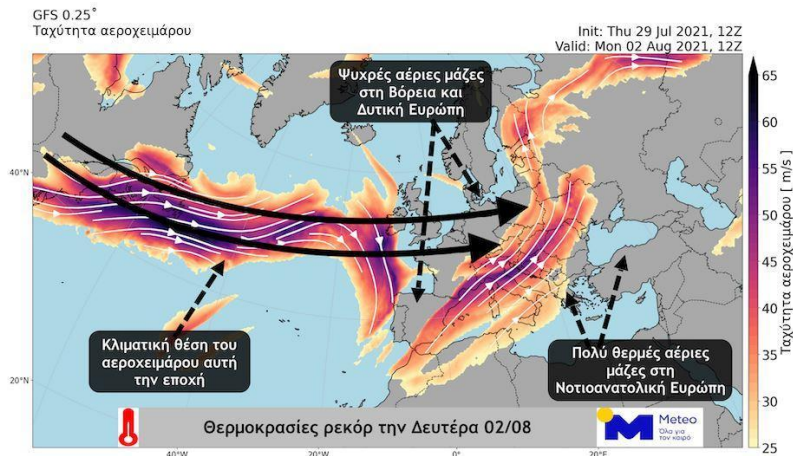 GFS 0.25°
Ταχύτητα αεροχειμάρου
Init: Thu 29 Jul 2021, 12Z
Valid: Mon 02 Aug 2021, 12Z
Ψυχρές αέριες μάζες
στη Βόρεια και
Δυτική Ευρώπη
40°N
20°N
Κλιματική θέση του
αεροχειμάρου αυτή
την εποχή
Πολύ θερμές αέριες
μάζες στη
Νοτιοανατολική Ευρώπη
65
60
55
50
45
40
35
30
25
Ταχύτητα αεροχειμάρου [ m/s ]
Θερμοκρασίες ρεκόρ την Δευτέρα 02/08
Meteo
Όλα για
τον καιρό
40°W
20°W
0°
20°E